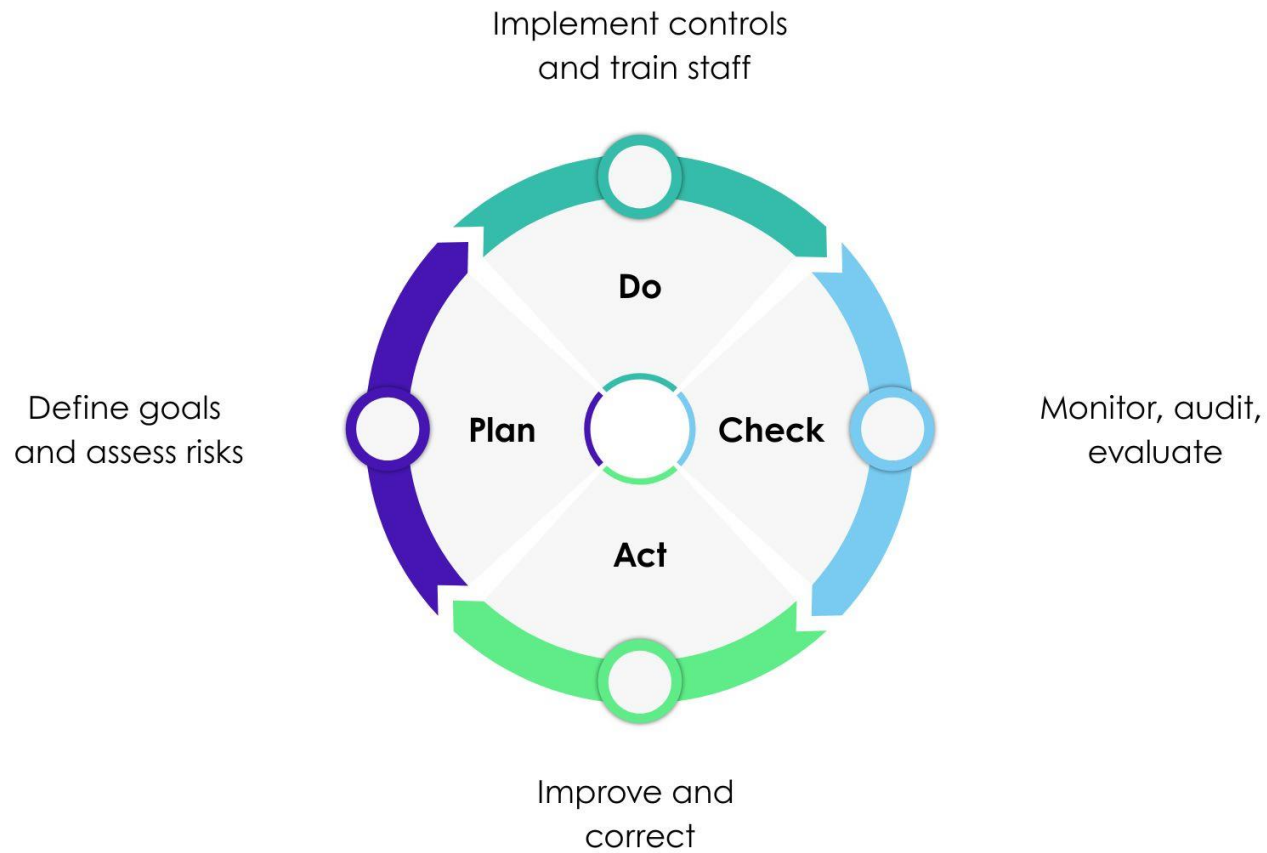 Implement controls
and train staff
Do
Define goals
and assess risks
Plan
Check
Monitor, audit,
evaluate
Act
Improve and
correct